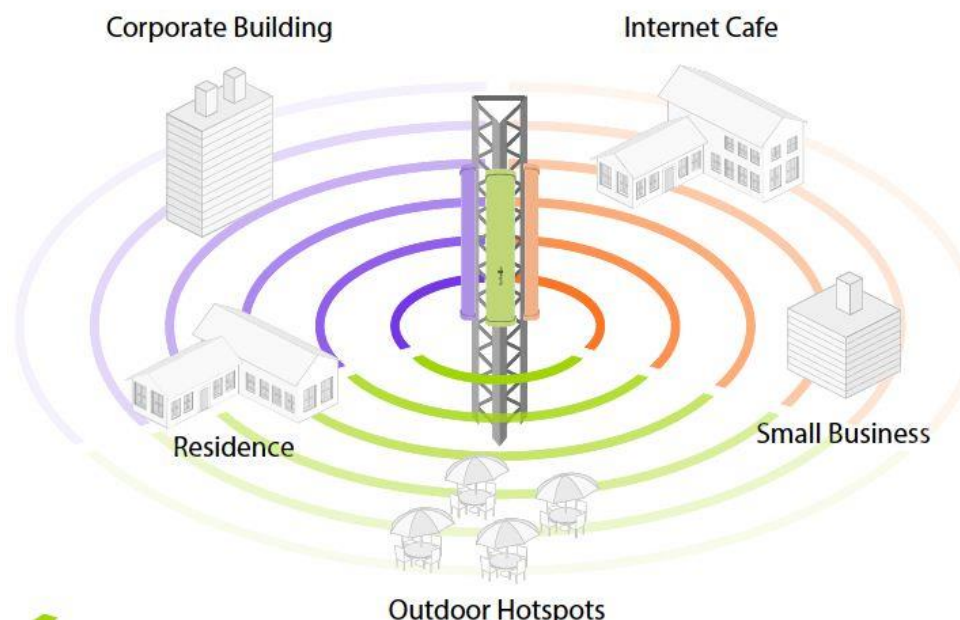 Corporate Building
Internet Cafe
Residence
Small Business
Outdoor Hotspots